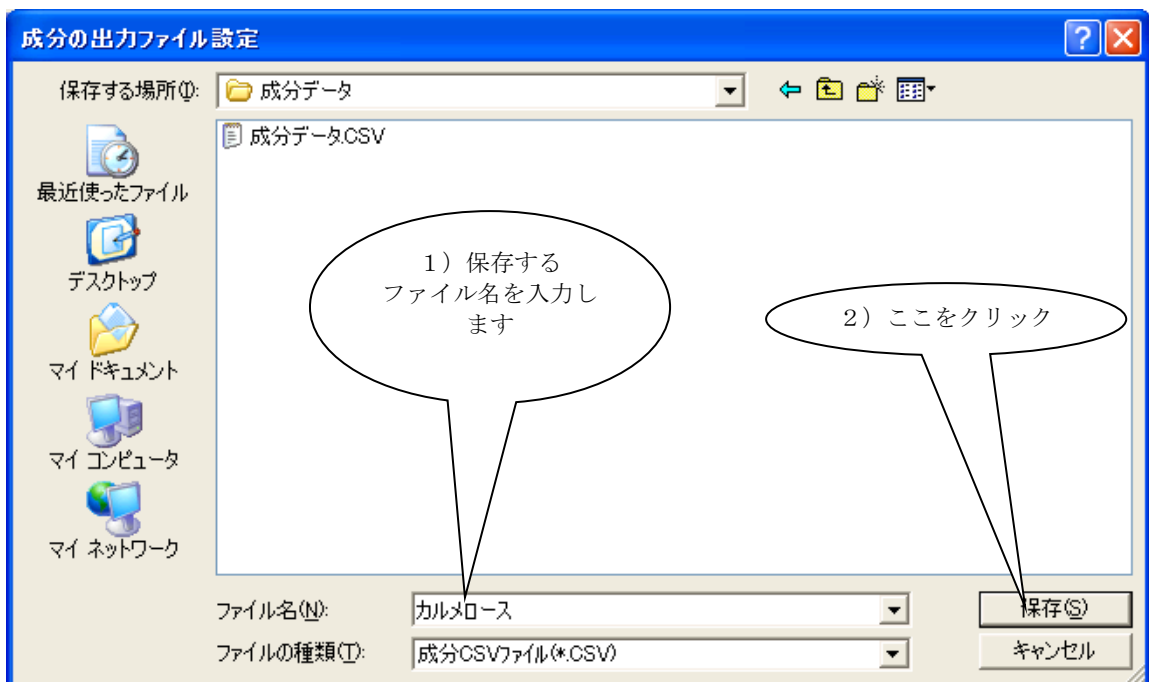 成分の出力ファイル設定
保存する場所(I):
成分データ
成分データ.CSV
最近使ったファイル
デスクトップ
マイ ドキュメント
マイ コンピュータ
マイ ネットワーク
1）保存する
ファイル名を入力し
ます
2）ここをクリック
ファイル名(N):
カルメロース
保存(S)
ファイルの種類(T):
成分CSVファイル(*.CSV)
キャンセル